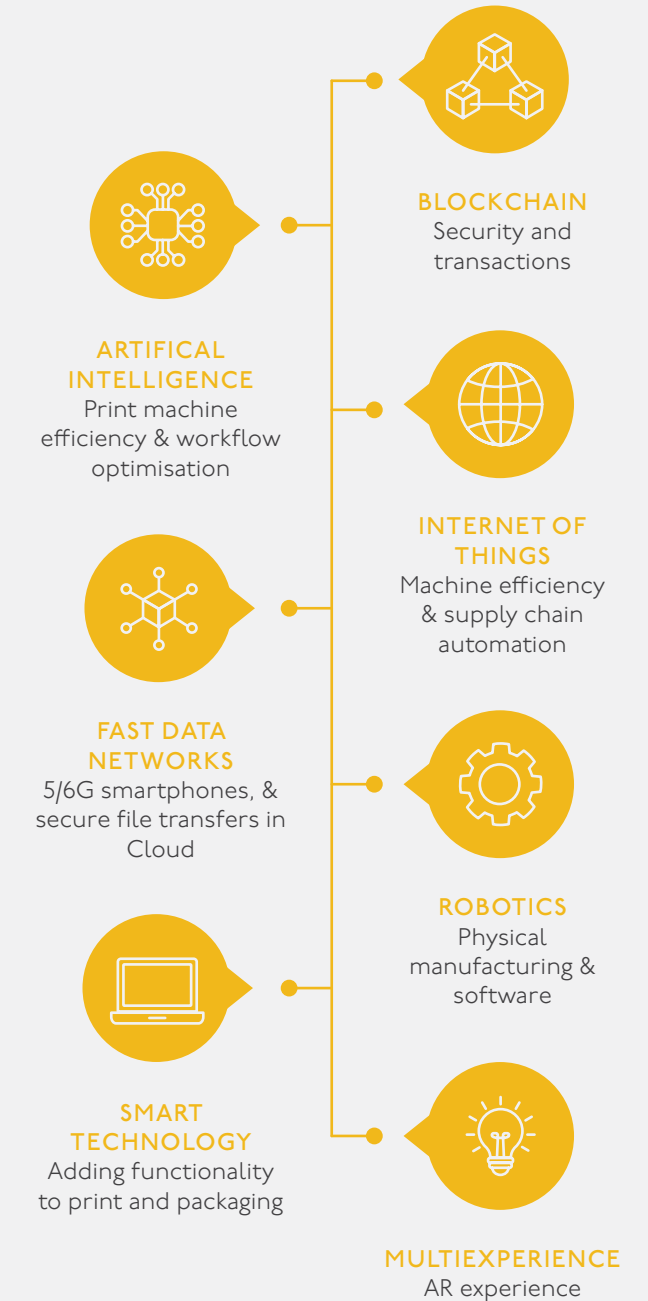 BLOCKCHAIN
Security and
transactions
ARTIFICAL
INTELLIGENCE
Print machine
efficiency & workflow
optimisation
INTERNET OF
THINGS
Machine efficiency
& supply chain
automation
FAST DATA
NETWORKS
5/6G smartphones, &
secure file transfers in
Cloud
ROBOTICS
Physical
manufacturing &
software
SMART
TECHNOLOGY
Adding functionality
to print and packaging
MULTIEXPERIENCE
AR experience